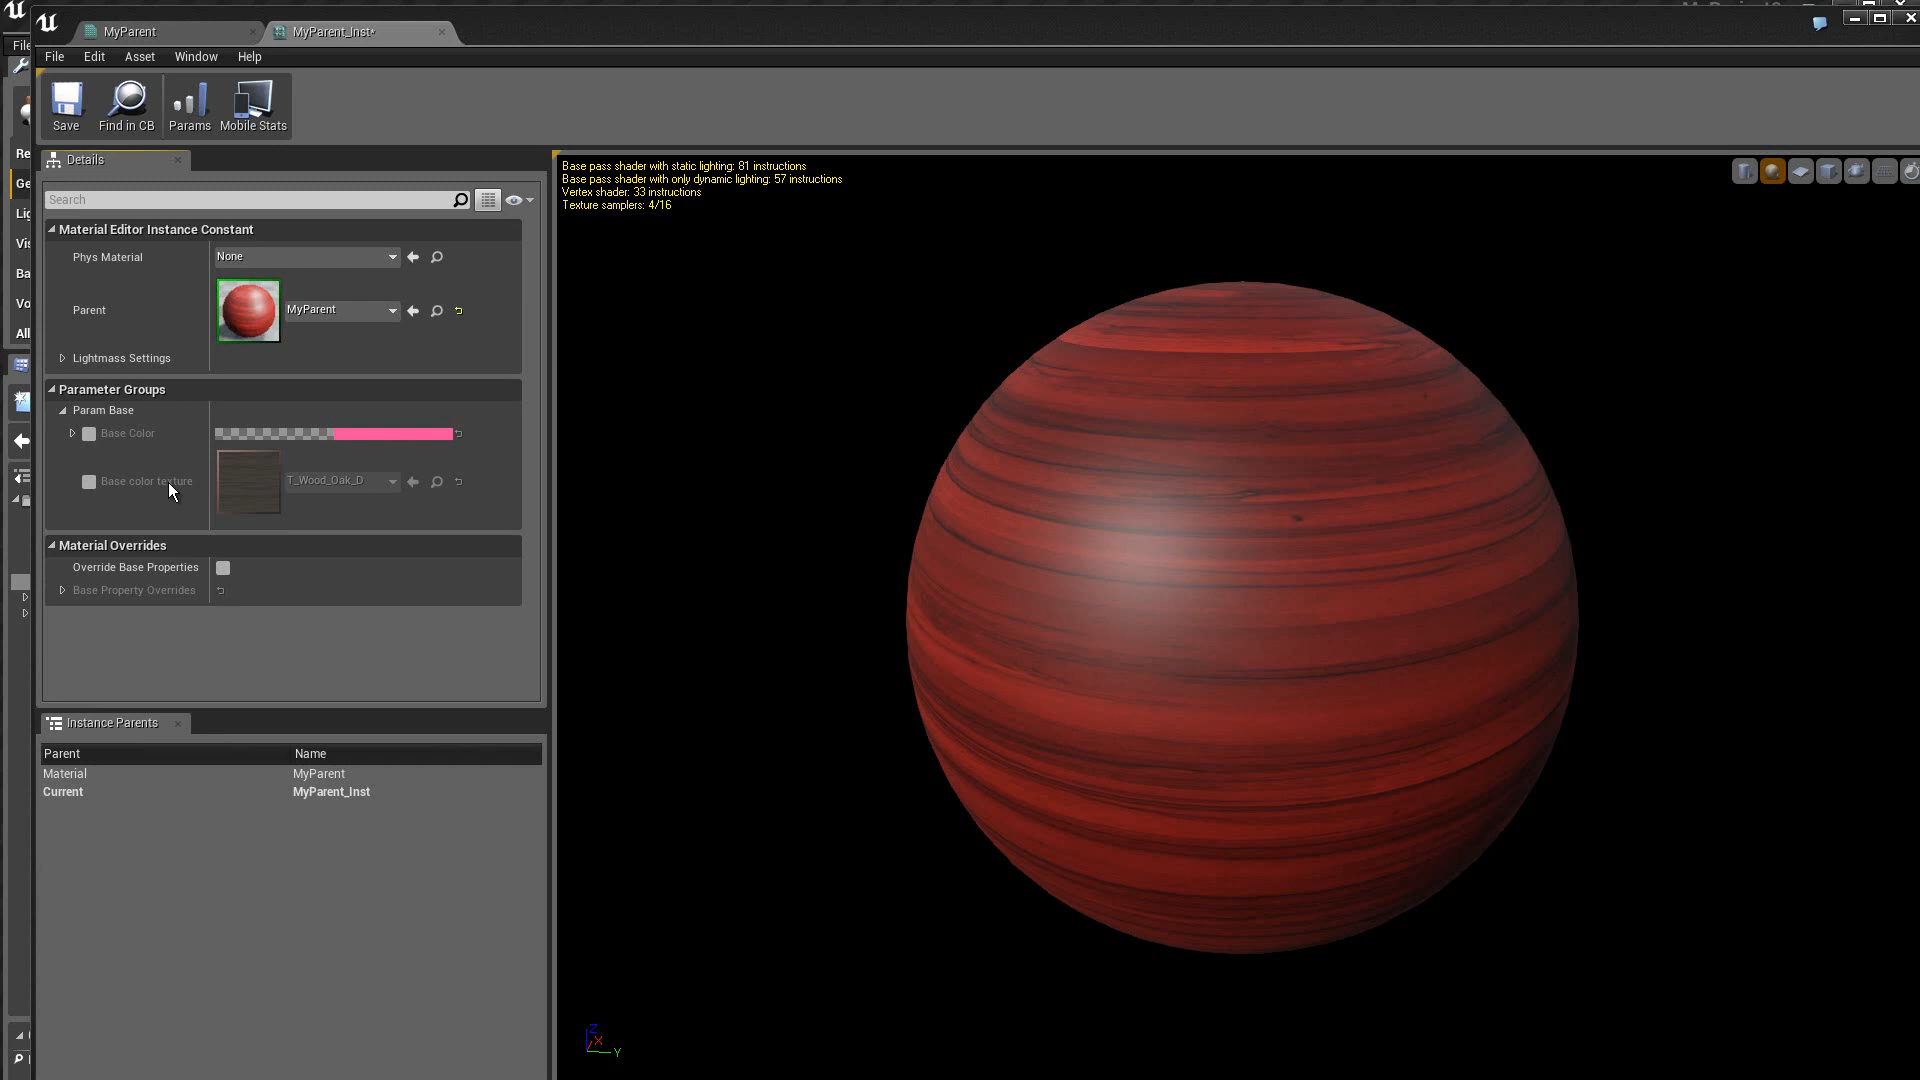 MyParent
MyParent_Inst*
File
File Edit Asset Window Help
Save Find in CB Params Mobile Stats
Details
Search
Material Editor Instance Constant
Phys Material None
Parent MyParent
Lightmass Settings
Parameter Groups
Param Base
Base Color
Base color texture T_Wood_Oak_D
Material Overrides
Override Base Properties
Base Property Overrides
Instance Parents
Parent Name
Material MyParent
Current MyParent_Inst
Base pass shader with static lighting: 81 instructions
Base pass shader with only dynamic lighting: 57 instructions
Vertex shader: 33 instructions
Texture samplers: 4/16
Re
Ge
Lig
Vis
Ba
Vo
All
Z
X
Y